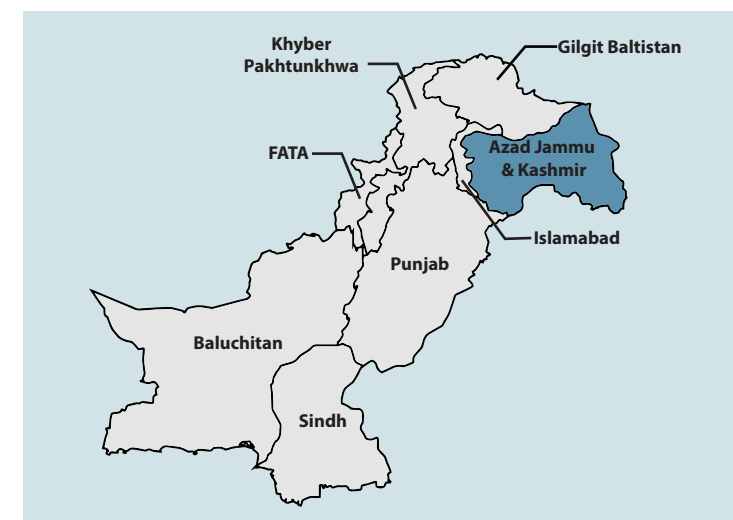 Khyber
Pakhtunkhwa
Gilgit Baltistan
Azad Jammu
& Kashmir
FATA
Islamabad
Punjab
Baluchitan
Sindh